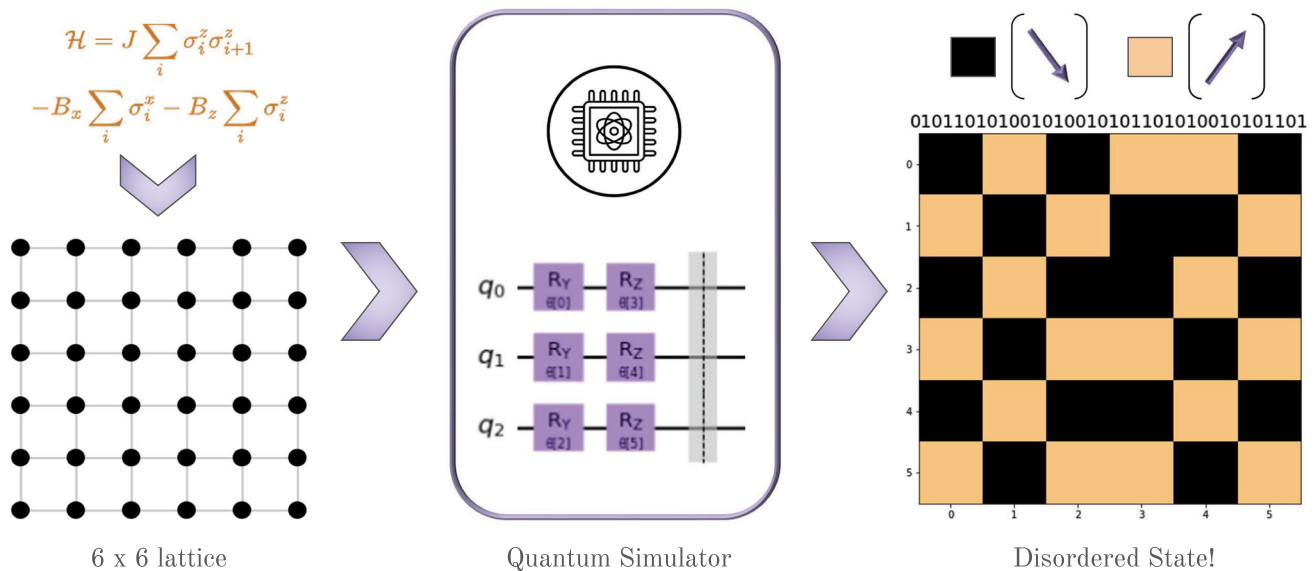 ℋ = J ∑ᵢ σᵢᶻσᵢ₊₁ᶻ
−Bₓ ∑ᵢ σᵢˣ − B_z ∑ᵢ σᵢᶻ
6 x 6 lattice
q₀ R_Y θ[0] R_Z θ[3]
q₁ R_Y θ[1] R_Z θ[4]
q₂ R_Y θ[2] R_Z θ[5]
Quantum Simulator
010110101001010010101101010010101101
0
1
2
3
4
5
0 1 2 3 4 5
Disordered State!